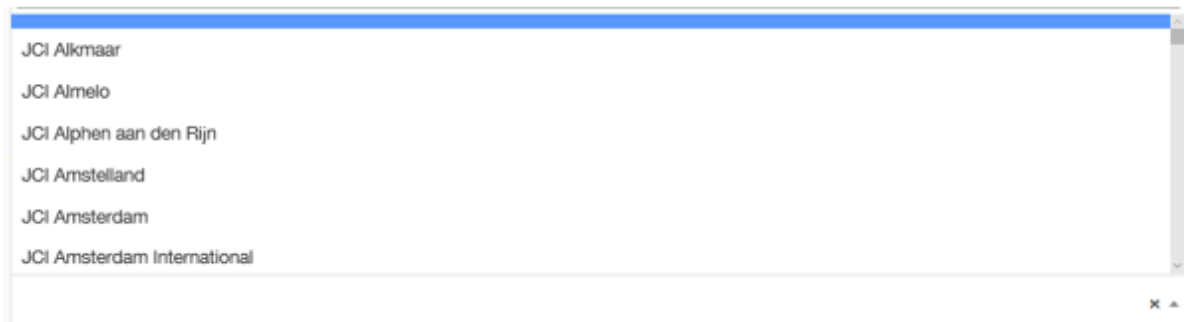 JCI Alkmaar
JCI Almelo
JCI Alphen aan den Rijn
JCI Amstelland
JCI Amsterdam
JCI Amsterdam International